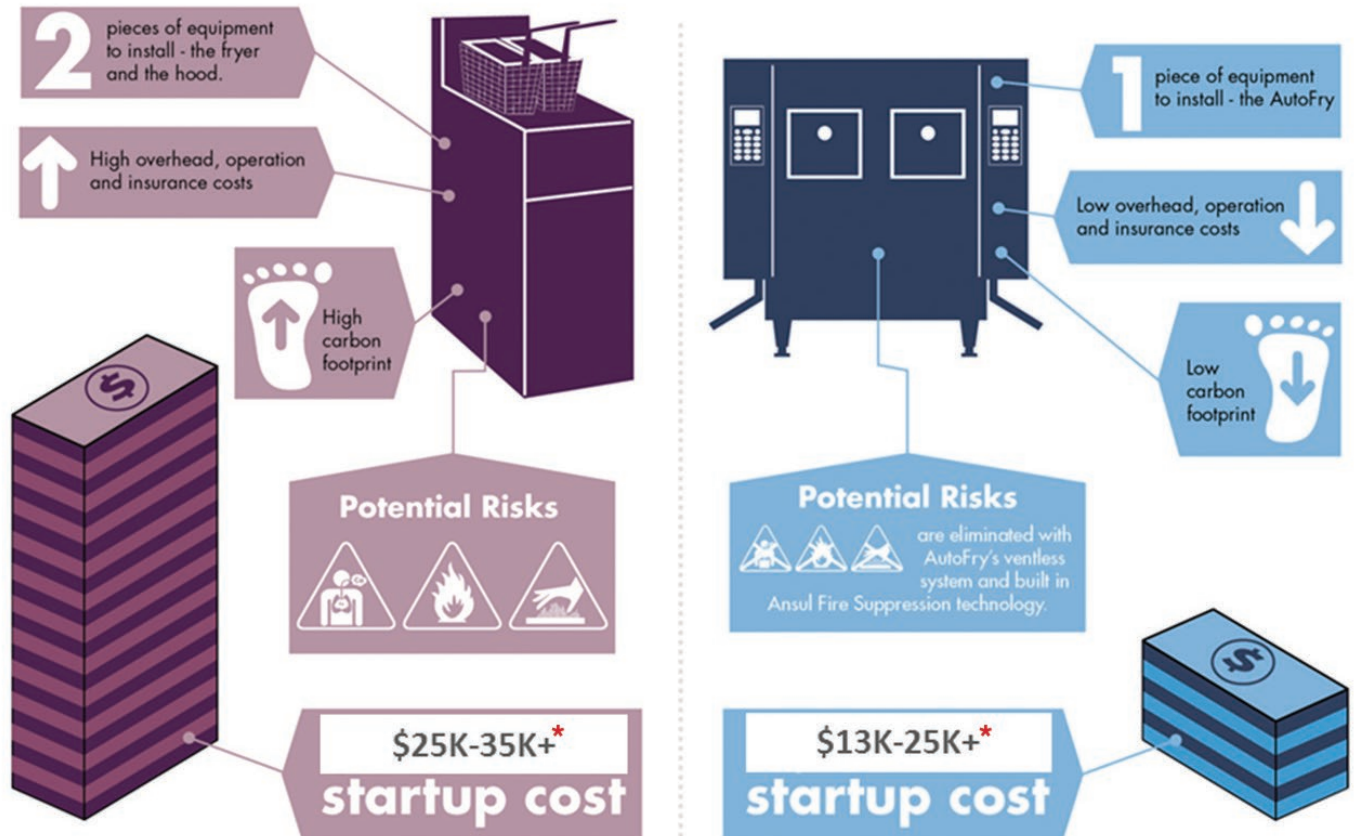 2
pieces of equipment
to install - the fryer
and the hood.
High overhead, operation
and insurance costs
High
carbon
footprint
$
Potential Risks
$25K-35K+*
startup cost
1
piece of equipment
to install - the AutoFry
Low overhead, operation
and insurance costs
Low
carbon
footprint
Potential Risks
are eliminated with
AutoFry's ventless
system and built in
Ansul Fire Suppression technology.
$
$13K-25K+*
startup cost